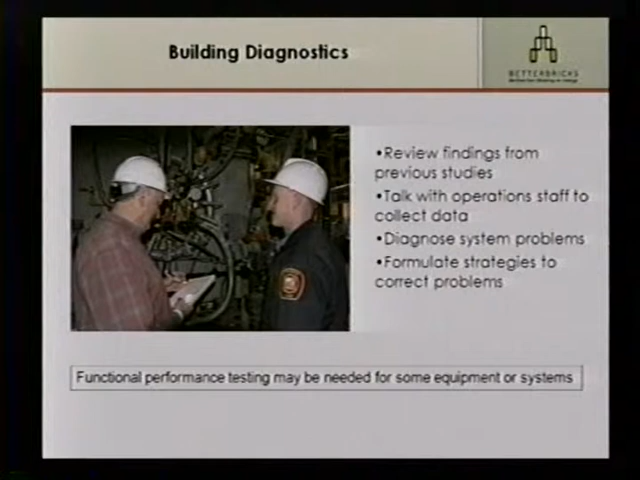 Building Diagnostics
BETTERBRICKS
•Review findings from
previous studies
•Talk with operations staff to
collect data
•Diagnose system problems
•Formulate strategies to
correct problems
Functional performance testing may be needed for some equipment or systems